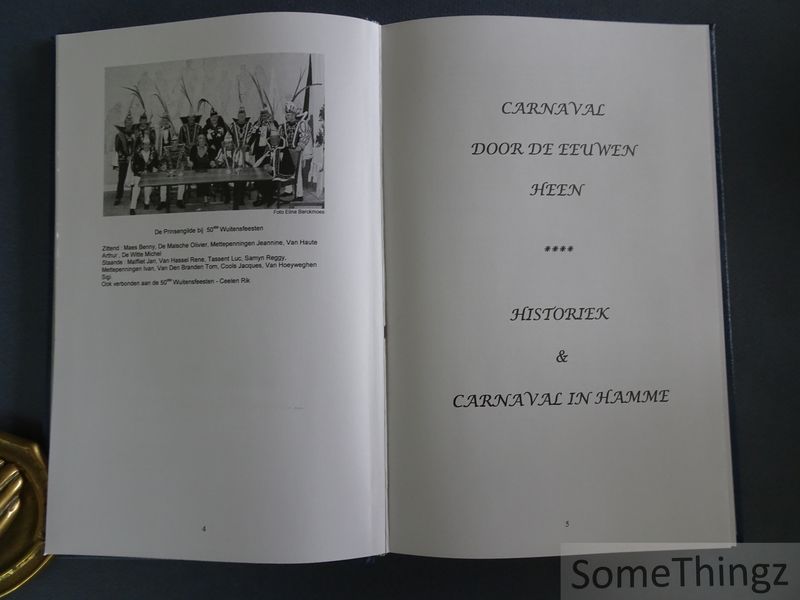 Foto Elina Berckmoes
De Prinsengilde bij 50ste Wuitensfeesten
Zittend : Maes Benny, De Maische Olivier, Mettepenningen Jeannine, Van Haute
Arthur , De Witte Michel
Staande : Malfliet Jan, Van Hassel Rene, Tassent Luc, Samyn Reggy,
Mettepenningen Ivan, Van Den Branden Tom, Cools Jacques, Van Hoeyweghen
Sigi
Ook verbonden aan de 50ste Wuitensfeesten - Ceelen Rik
4
CARNAVAL
DOOR DE EEUWEN
HEEN
****
HISTORIEK
&
CARNAVAL IN HAMME
5
SomeThingz